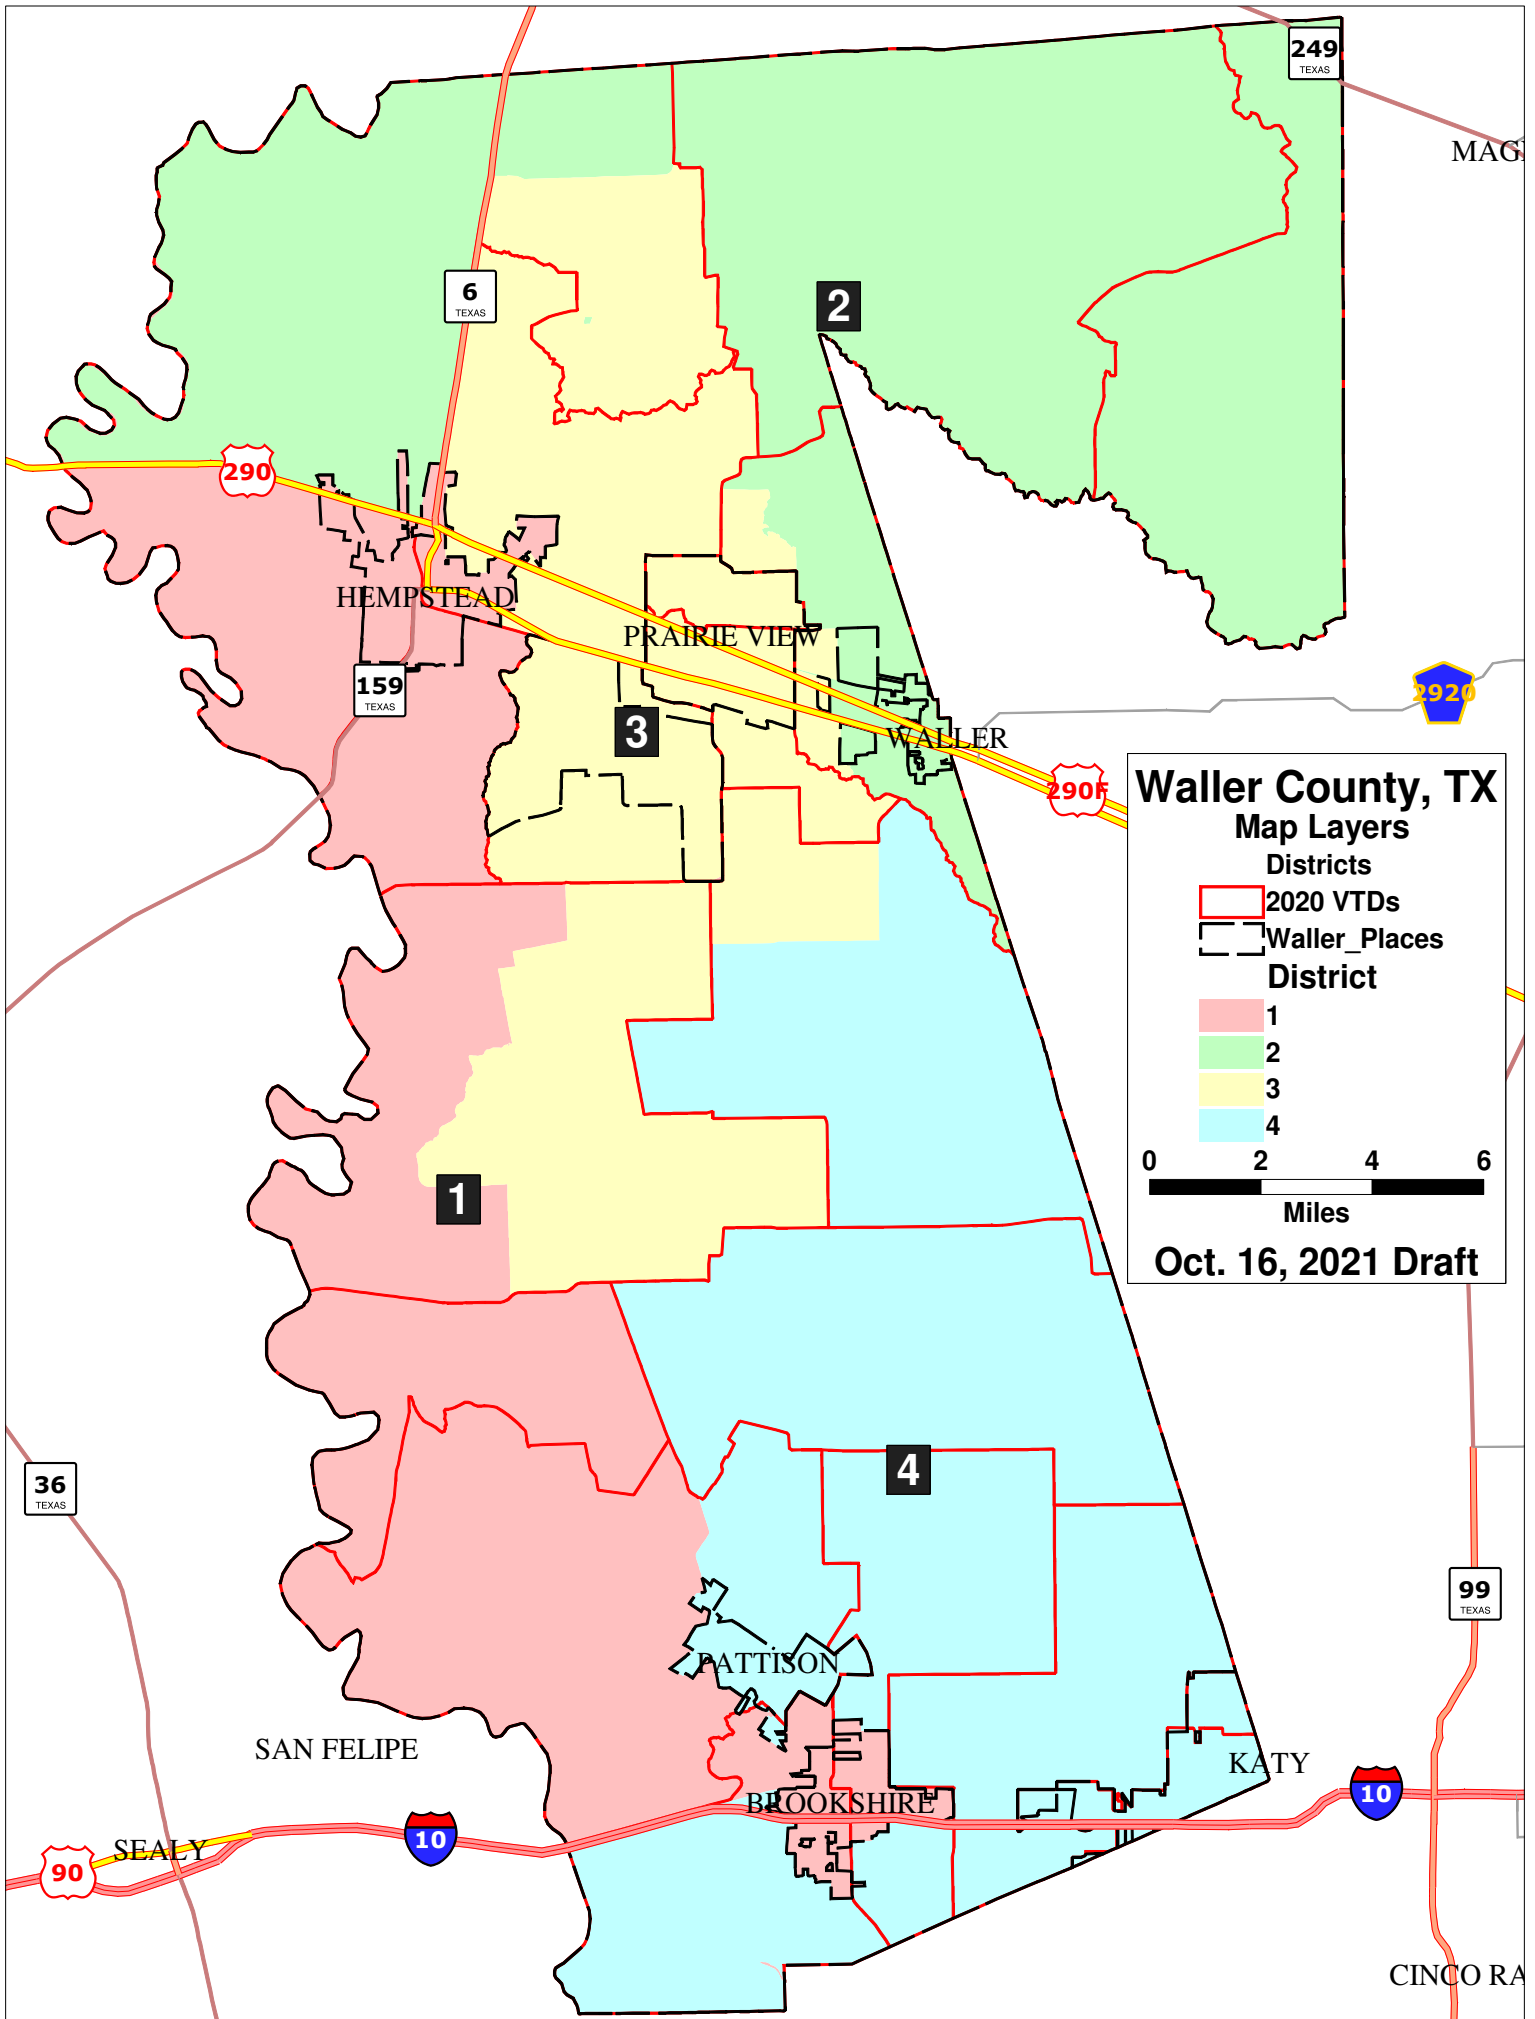 249
TEXAS
MAG
6
TEXAS
2
290
HEMPSTEAD
PRAIRIE VIEW
159
TEXAS
3
2920
WALLER
290F
Waller County, TX
Map Layers
Districts
2020 VTDs
Waller_Places
District
1
2
3
4
0 2 4 6
Miles
Oct. 16, 2021 Draft
1
4
36
TEXAS
99
TEXAS
PATTISON
SAN FELIPE
KATY
BROOKSHIRE
10
10
SEALY
90
CINCO RA